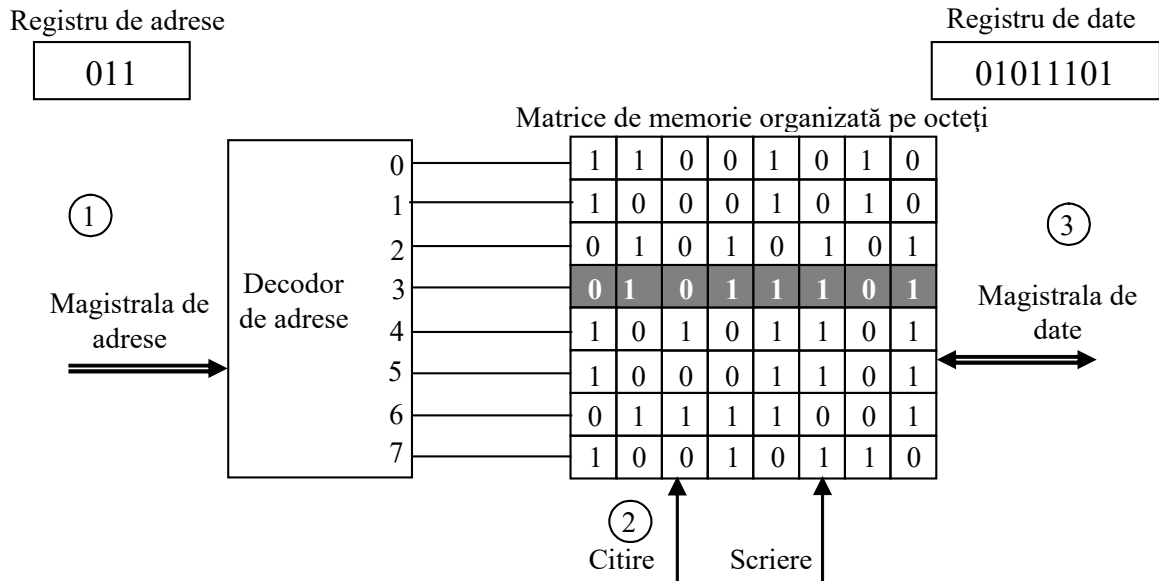 Registru de adrese
Registru de date
011
01011101
Matrice de memorie organizată pe octeţi
0 1 1 0 0 1 0 1 0
1 1 0 0 0 1 0 1 0
2 0 1 0 1 0 1 0 1
3 0 1 0 1 1 1 0 1
4 1 0 1 0 1 1 0 1
5 1 0 0 0 1 1 0 1
6 0 1 1 1 1 0 0 1
7 1 0 0 1 0 1 1 0
1
Magistrala de
adrese
Decodor
de adrese
3
Magistrala de
date
2
Citire
Scriere